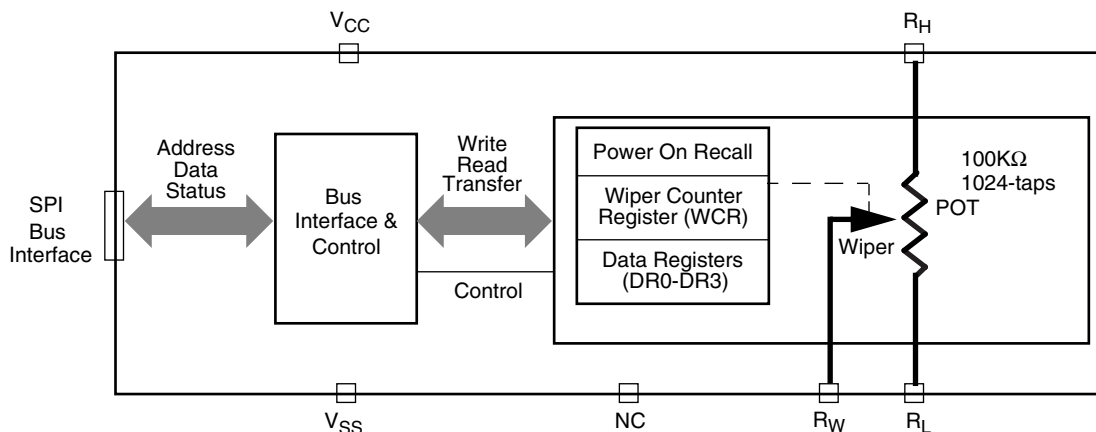 VCC
RH
Address
Data
Status
Write
Read
Transfer
Power On Recall
100KΩ
1024-taps
POT
SPI
Bus
Interface
Bus
Interface &
Control
Wiper Counter
Register (WCR)
Wiper
Data Registers
(DR0-DR3)
Control
VSS
NC
RW
RL